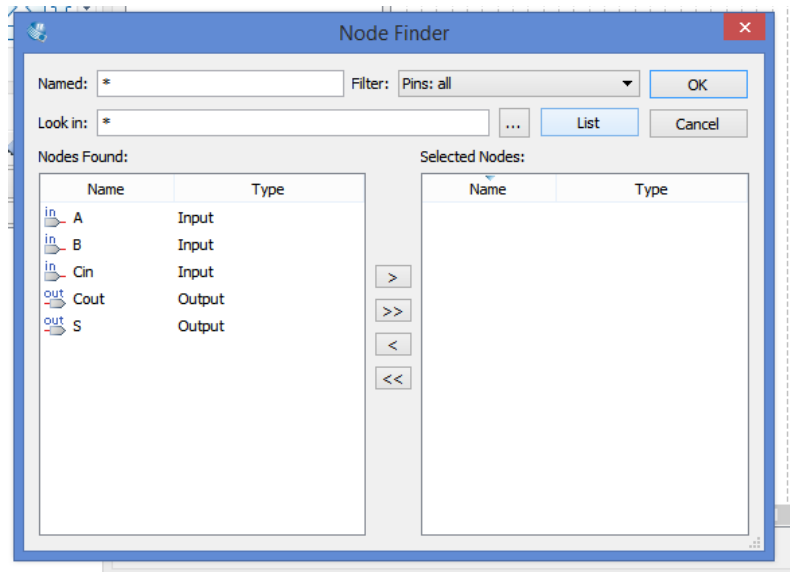 Node Finder
×
Named: * Filter: Pins: all OK
Look in: * ... List Cancel
Nodes Found: Selected Nodes:
Name Type Name Type
in A Input
in B Input
in Cin Input
out Cout Output
out S Output
>
>>
<
<<